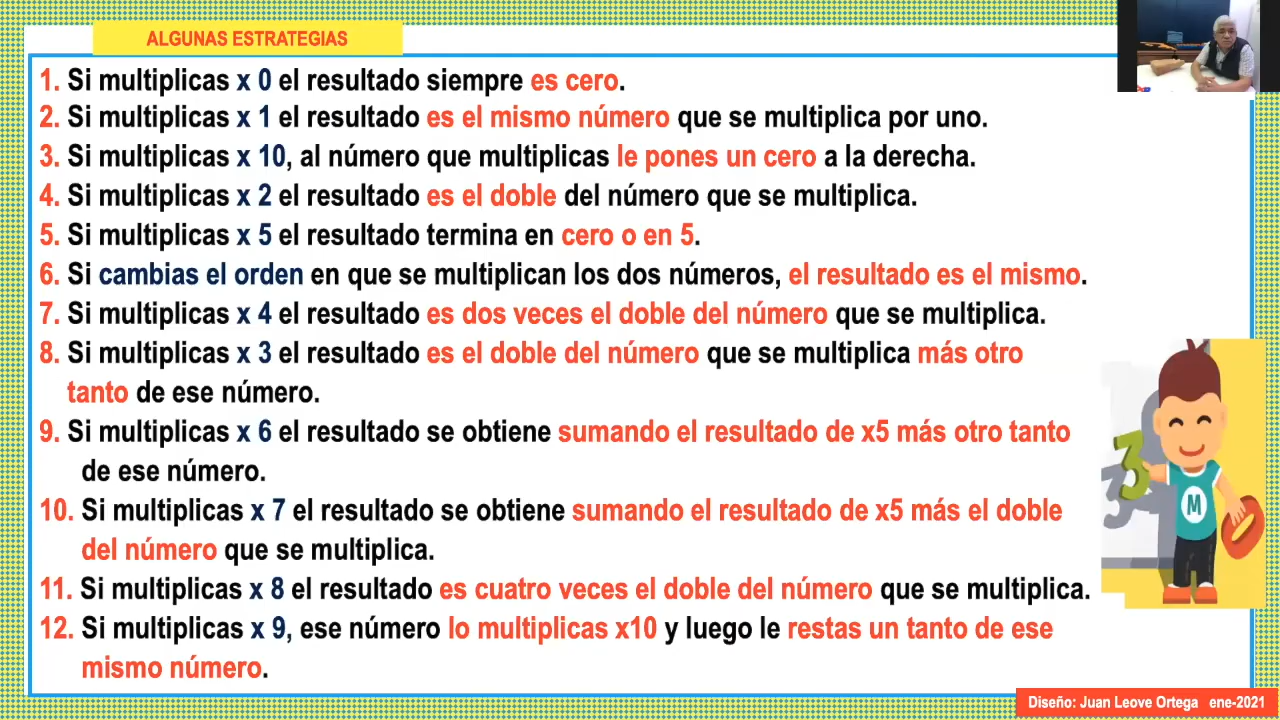 ALGUNAS ESTRATEGIAS
1. Si multiplicas x 0 el resultado siempre es cero.
2. Si multiplicas x 1 el resultado es el mismo número que se multiplica por uno.
3. Si multiplicas x 10, al número que multiplicas le pones un cero a la derecha.
4. Si multiplicas x 2 el resultado es el doble del número que se multiplica.
5. Si multiplicas x 5 el resultado termina en cero o en 5.
6. Si cambias el orden en que se multiplican los dos números, el resultado es el mismo.
7. Si multiplicas x 4 el resultado es dos veces el doble del número que se multiplica.
8. Si multiplicas x 3 el resultado es el doble del número que se multiplica más otro
tanto de ese número.
9. Si multiplicas x 6 el resultado se obtiene sumando el resultado de x5 más otro tanto
de ese número.
10. Si multiplicas x 7 el resultado se obtiene sumando el resultado de x5 más el doble
del número que se multiplica.
11. Si multiplicas x 8 el resultado es cuatro veces el doble del número que se multiplica.
12. Si multiplicas x 9, ese número lo multiplicas x10 y luego le restas un tanto de ese
mismo número.
3
3
M
Diseño: Juan Leove Ortega ene-2021